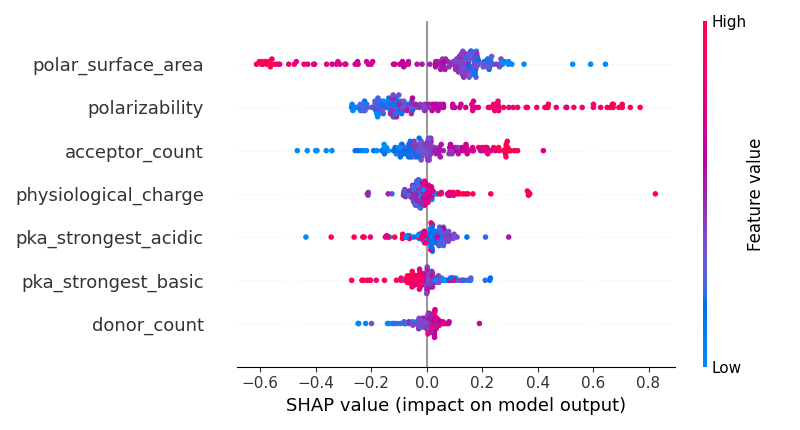 High
polar_surface_area
polarizability
acceptor_count
physiological_charge
pka_strongest_acidic
pka_strongest_basic
donor_count
Feature value
Low
−0.6 −0.4 −0.2 0.0 0.2 0.4 0.6 0.8
SHAP value (impact on model output)